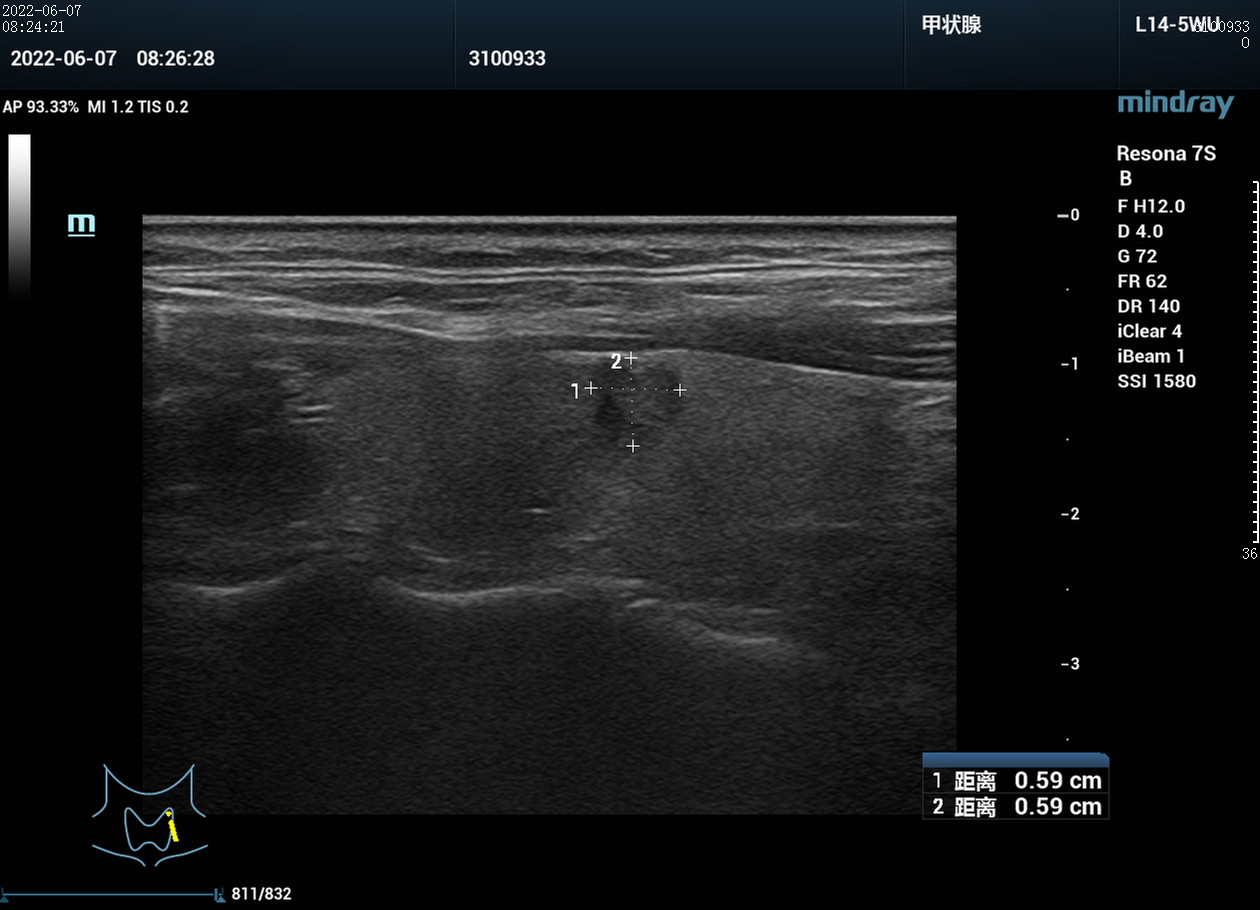 2022-06-07
08:24:21
2022-06-07 08:26:28
3100933
甲状腺
L14-5WU
3100933
0
AP 93.33% MI 1.2 TIS 0.2
mindray
m
Resona 7S
B
F H12.0
D 4.0
G 72
FR 62
DR 140
iClear 4
iBeam 1
SSI 1580
0
1
2
3
2
1
36
1 距离 0.59 cm
2 距离 0.59 cm
811/832